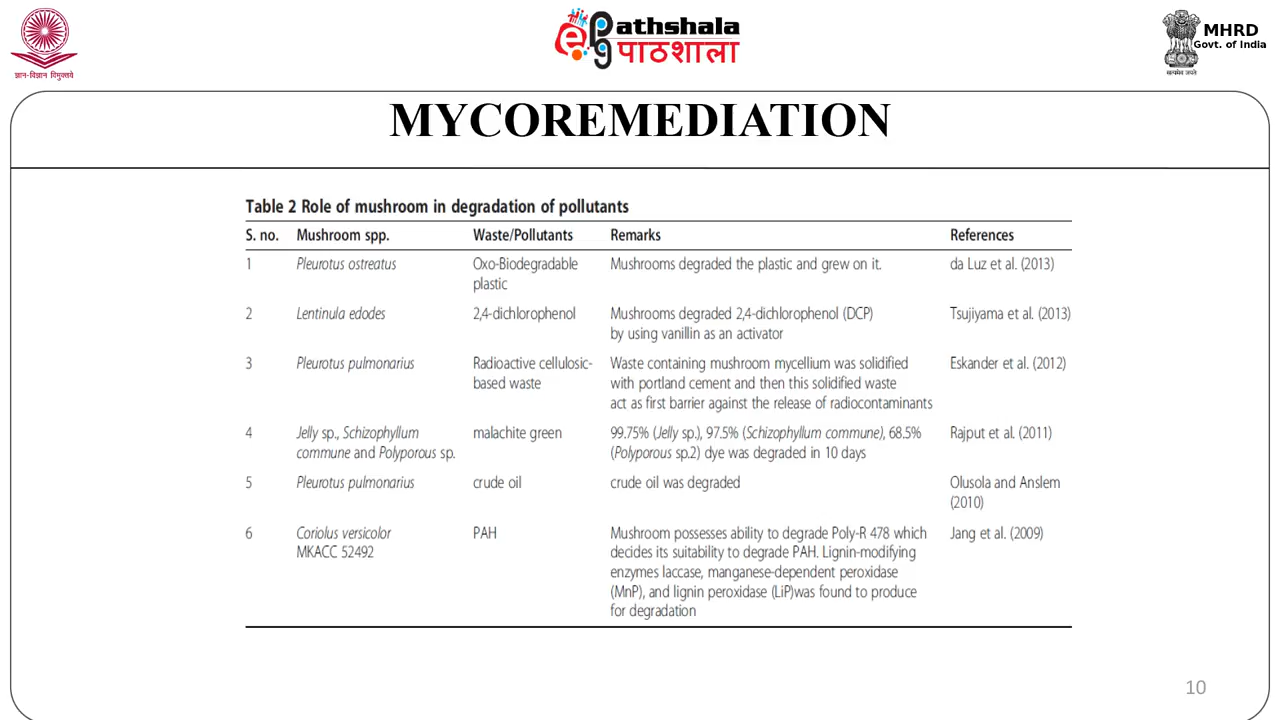 ज्ञान-विज्ञान विमुक्तये
ePathshala
पाठशाला
सत्यमेव जयते
MHRD
Govt. of India
MYCOREMEDIATION
Table 2 Role of mushroom in degradation of pollutants
S. no. Mushroom spp. Waste/Pollutants Remarks References
1 Pleurotus ostreatus Oxo-Biodegradable Mushrooms degraded the plastic and grew on it. da Luz et al. (2013)
plastic
2 Lentinula edodes 2,4-dichlorophenol Mushrooms degraded 2,4-dichlorophenol (DCP) Tsujiyama et al. (2013)
by using vanillin as an activator
3 Pleurotus pulmonarius Radioactive cellulosic- Waste containing mushroom mycellium was solidified Eskander et al. (2012)
based waste with portland cement and then this solidified waste
act as first barrier against the release of radiocontaminants
4 Jelly sp., Schizophyllum malachite green 99.75% (Jelly sp.), 97.5% (Schizophyllum commune), 68.5% Rajput et al. (2011)
commune and Polyporous sp. (Polyporous sp.2) dye was degraded in 10 days
5 Pleurotus pulmonarius crude oil crude oil was degraded Olusola and Anslem
(2010)
6 Coriolus versicolor PAH Mushroom possesses ability to degrade Poly-R 478 which Jang et al. (2009)
MKACC 52492 decides its suitability to degrade PAH. Lignin-modifying
enzymes laccase, manganese-dependent peroxidase
(MnP), and lignin peroxidase (LiP)was found to produce
for degradation
10